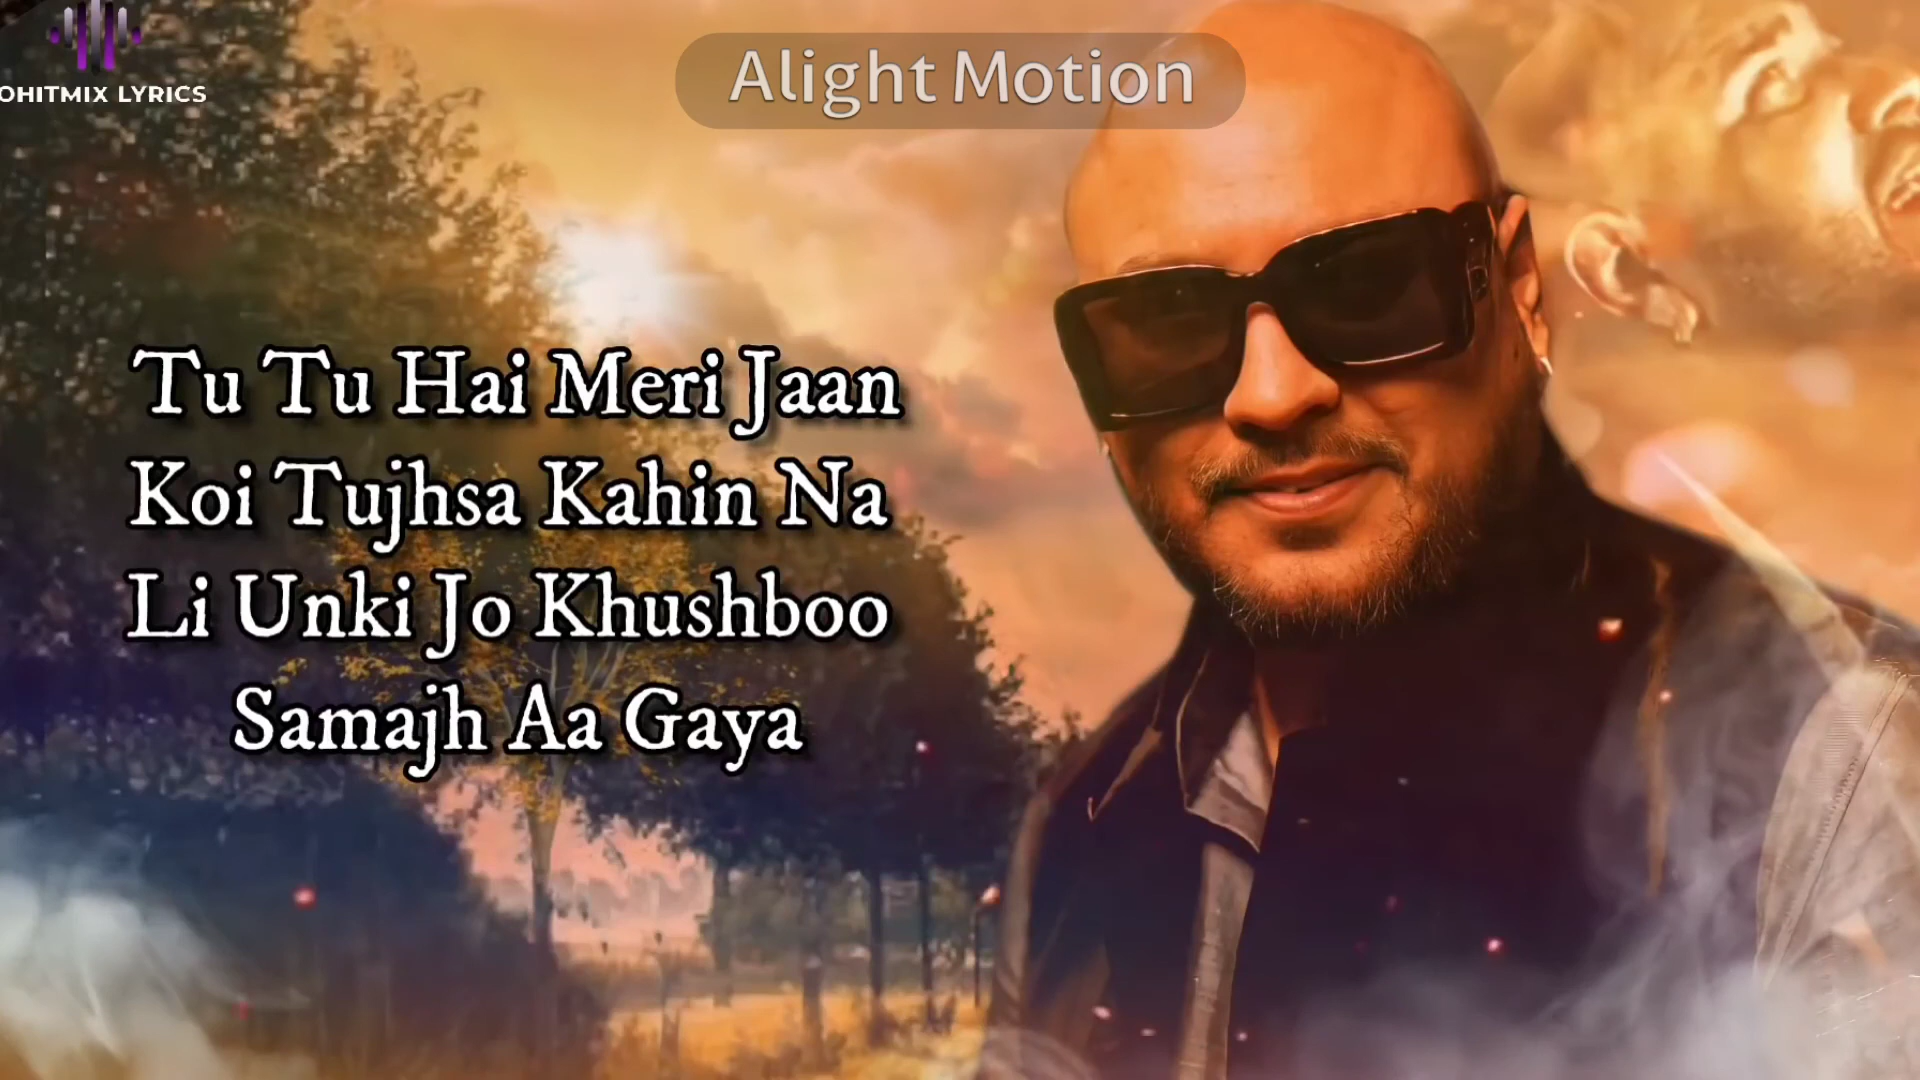 OHITMIX LYRICS
Alight Motion
Tu Tu Hai Meri Jaan
Koi Tujhsa Kahin Na
Li Unki Jo Khushboo
Samajh Aa Gaya